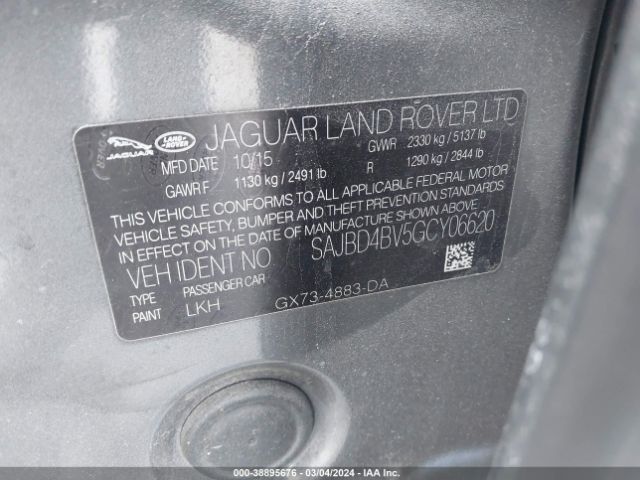 JAGUAR
LAND ROVER
JAGUAR LAND ROVER LTD
MFD DATE 10/15 GVWR 2330 kg / 5137 lb
GAWR F 1130 kg / 2491 lb R 1290 kg / 2844 lb
THIS VEHICLE CONFORMS TO ALL APPLICABLE FEDERAL MOTOR
VEHICLE SAFETY, BUMPER AND THEFT PREVENTION STANDARDS
IN EFFECT ON THE DATE OF MANUFACTURE SHOWN ABOVE
VEH IDENT NO SAJBD4BV5GCY06620
TYPE PASSENGER CAR
PAINT LKH GX73-4883-DA
000-38895676 - 03/04/2024 - IAA Inc.